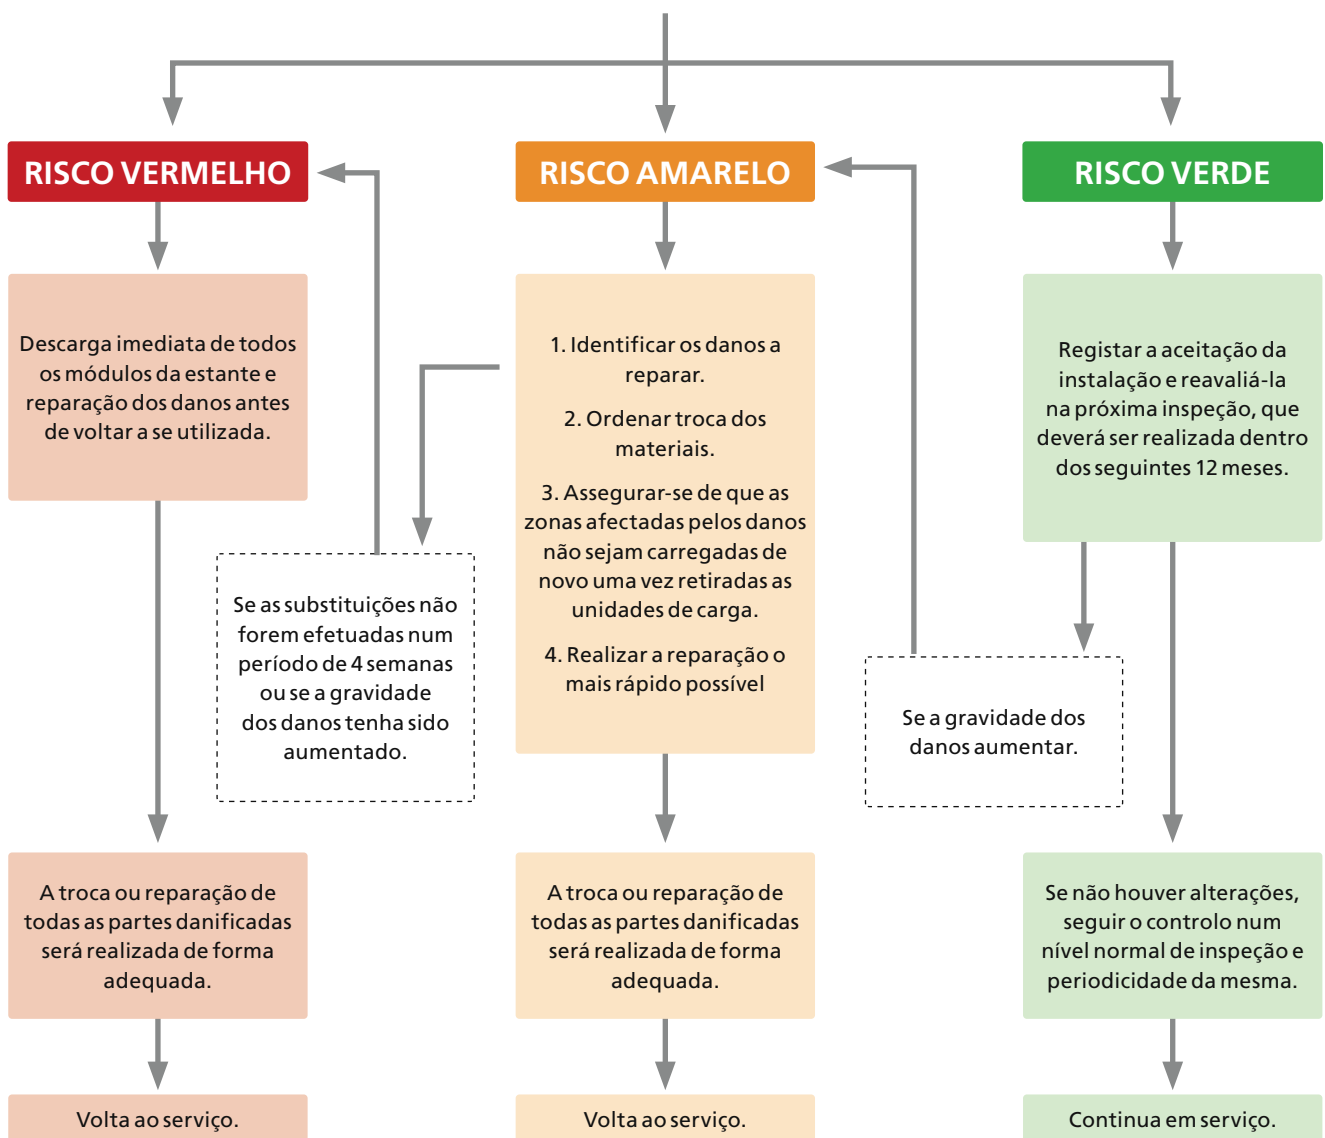 RISCO VERMELHO
RISCO AMARELO
RISCO VERDE
Descarga imediata de todos
os módulos da estante e
reparação dos danos antes
de voltar a se utilizada.
1. Identificar os danos a
reparar.
2. Ordenar troca dos
materiais.
3. Assegurar-se de que as
zonas afectadas pelos danos
não sejam carregadas de
novo uma vez retiradas as
unidades de carga.
4. Realizar a reparação o
mais rápido possível
Registar a aceitação da
instalação e reavaliá-la
na próxima inspeção, que
deverá ser realizada dentro
dos seguintes 12 meses.
Se as substituições não
forem efetuadas num
período de 4 semanas
ou se a gravidade
dos danos tenha sido
aumentado.
Se a gravidade dos
danos aumentar.
A troca ou reparação de
todas as partes danificadas
será realizada de forma
adequada.
A troca ou reparação de
todas as partes danificadas
será realizada de forma
adequada.
Se não houver alterações,
seguir o controlo num
nível normal de inspeção e
periodicidade da mesma.
Volta ao serviço.
Volta ao serviço.
Continua em serviço.